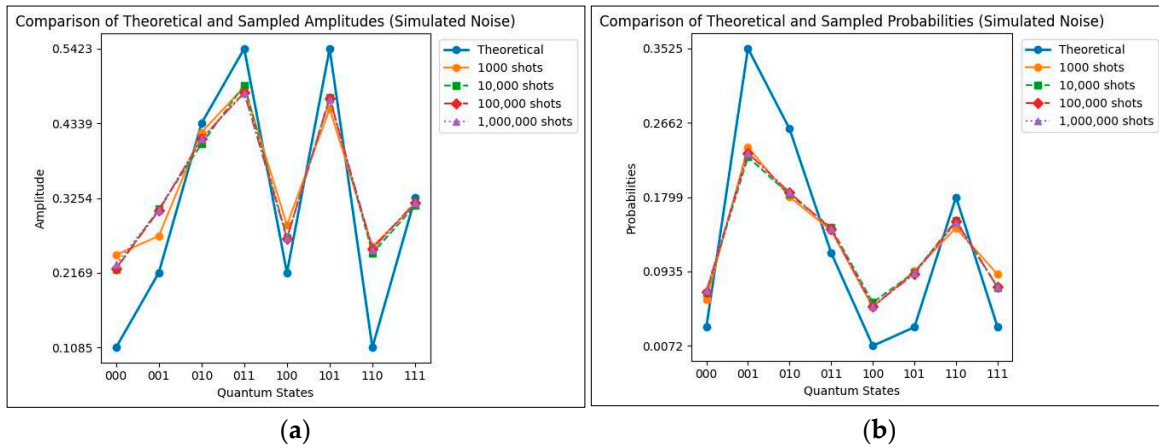 Comparison of Theoretical and Sampled Amplitudes (Simulated Noise)
0.5423
0.4339
0.3254
0.2169
0.1085
Amplitude
000 001 010 011 100 101 110 111
Quantum States
Theoretical
1000 shots
10,000 shots
100,000 shots
1,000,000 shots
(a)
Comparison of Theoretical and Sampled Probabilities (Simulated Noise)
0.3525
0.2662
0.1799
0.0935
0.0072
Probabilities
000 001 010 011 100 101 110 111
Quantum States
Theoretical
1000 shots
10,000 shots
100,000 shots
1,000,000 shots
(b)